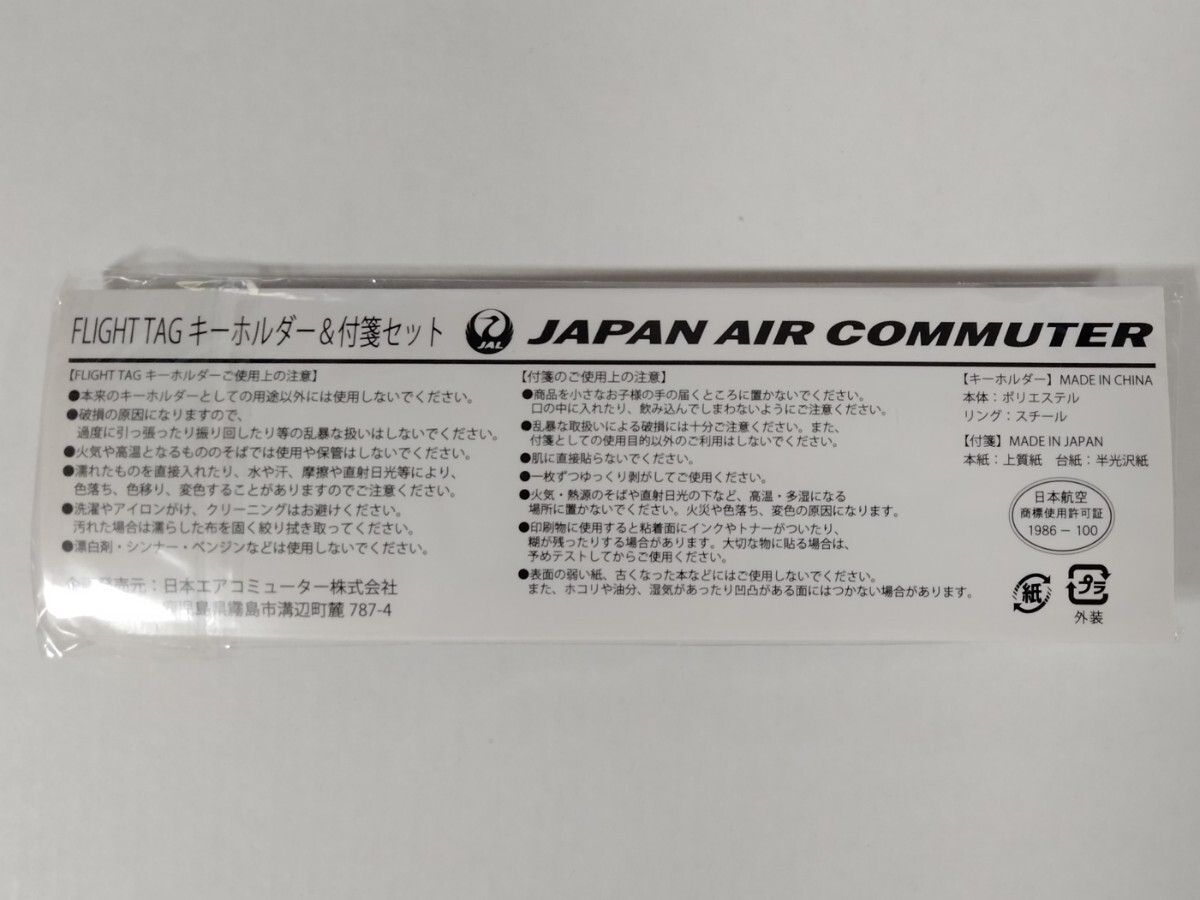 FLIGHT TAG キーホルダー＆付箋セット
JAL
JAPAN AIR COMMUTER
【FLIGHT TAG キーホルダーご使用上の注意】
●本来のキーホルダーとしての用途以外には使用しないでください。
●破損の原因になりますので、
過度に引っ張ったり振り回したり等の乱暴な扱いはしないでください。
●火気や高温となるもののそばでは使用や保管はしないでください。
●濡れたものを直接入れたり、水や汗、摩擦や直射日光等により、
色落ち、色移り、変色することがありますのでご注意ください。
●洗濯やアイロンがけ、クリーニングはお避けください。
汚れた場合は濡らした布を固く絞り拭き取ってください。
●漂白剤・シンナー・ベンジンなどは使用しないでください。
売元：日本エアコミューター株式会社
島県霧島市溝辺町麓 787-4
【付箋のご使用上の注意】
●商品を小さなお子様の手の届くところに置かないでください。
口の中に入れたり、飲み込んでしまわないようにご注意ください。
●乱暴な取扱いによる破損には十分ご注意ください。また、
付箋としての使用目的以外のご利用はしないでください。
●肌に直接貼らないでください。
●一枚ずつゆっくり剥がしてご使用ください。
●火気・熱源のそばや直射日光の下など、高温・多湿になる
場所に置かないでください。火災や色落ち、変色の原因になります。
●印刷物に使用すると粘着面にインクやトナーがついたり、
糊が残ったりする場合があります。大切な物に貼る場合は、
予めテストしてからご使用ください。
●表面の弱い紙、古くなった本などにはご使用しないでください。
また、ホコリや油分、湿気があったり凹凸がある面にはつかない場合があります。
【キーホルダー】MADE IN CHINA
本体：ポリエステル
リング：スチール
【付箋】MADE IN JAPAN
本紙：上質紙　台紙：半光沢紙
日本航空
商標使用許可証
1986－100
紙
プラ
外装